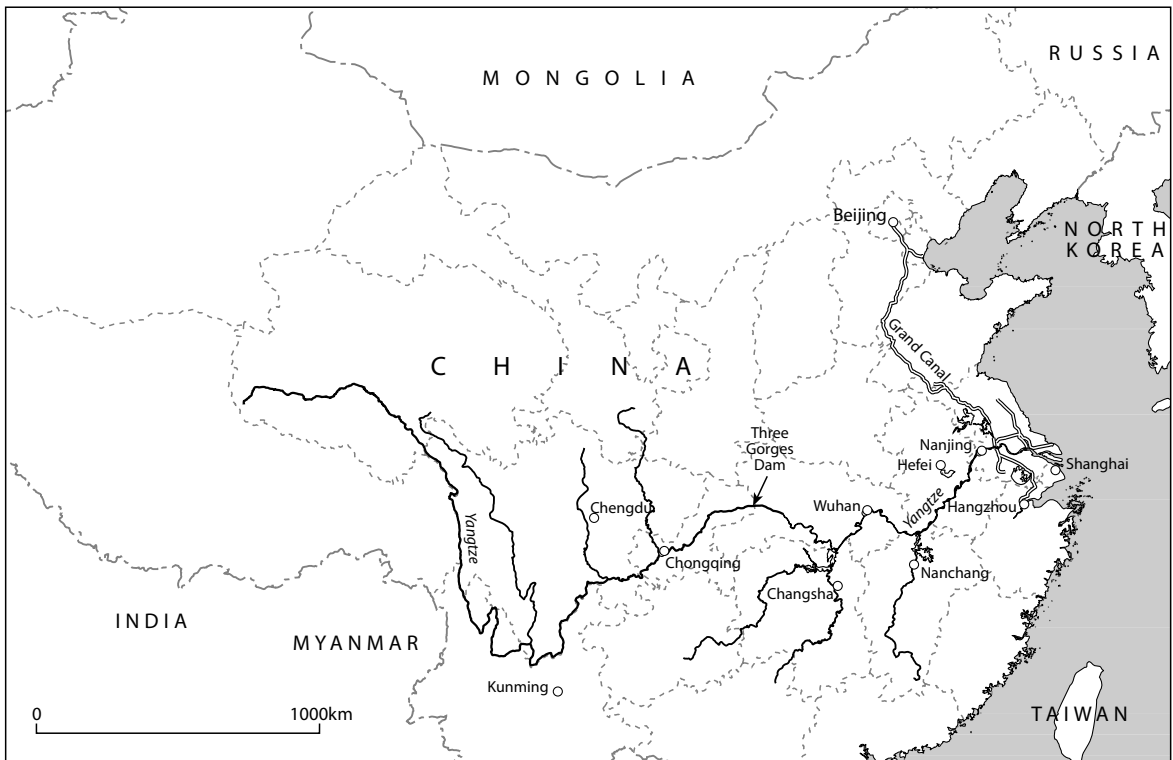 MONGOLIA
RUSSIA
Beijing
NORTH
KOREA
Grand Canal
CHINA
Three
Gorges
Dam
Nanjing
Hefei
Shanghai
Yangtze
Chengdu
Wuhan
Yangtze
Hangzhou
Chongqing
Nanchang
Changsha
INDIA
MYANMAR
Kunming
0
1000km
TAIWAN